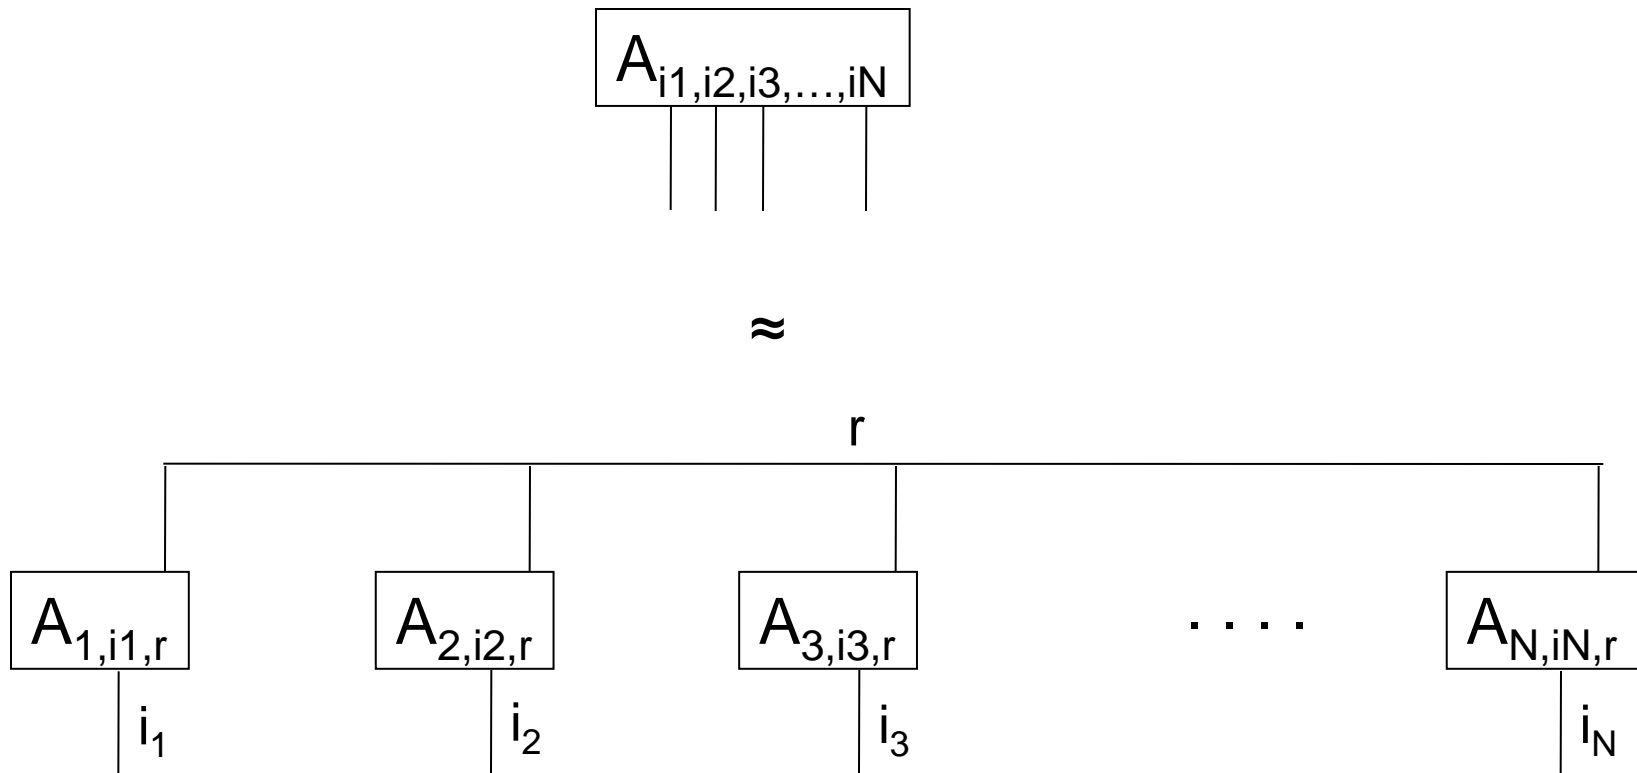 A_{i1,i2,i3,…,iN}
≈
r
A_{1,i1,r} A_{2,i2,r} A_{3,i3,r} . . . . A_{N,iN,r}
i_1 i_2 i_3 i_N